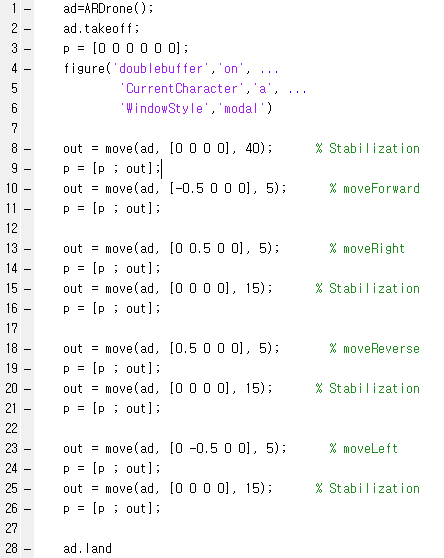 1 – ad=ARDrone();
2 – ad.takeoff;
3 – p = [0 0 0 0 0 0];
4 – figure('doublebuffer','on', ...
5 'CurrentCharacter','a', ...
6 'WindowStyle','modal')
7
8 – out = move(ad, [0 0 0 0], 40); % Stabilization
9 – p = [p ; out];
10 – out = move(ad, [-0.5 0 0 0], 5); % moveForward
11 – p = [p ; out];
12
13 – out = move(ad, [0 0.5 0 0], 5); % moveRight
14 – p = [p ; out];
15 – out = move(ad, [0 0 0 0], 15); % Stabilization
16 – p = [p ; out];
17
18 – out = move(ad, [0.5 0 0 0], 5); % moveReverse
19 – p = [p ; out];
20 – out = move(ad, [0 0 0 0], 15); % Stabilization
21 – p = [p ; out];
22
23 – out = move(ad, [0 -0.5 0 0], 5); % moveLeft
24 – p = [p ; out];
25 – out = move(ad, [0 0 0 0], 15); % Stabilization
26 – p = [p ; out];
27
28 – ad.land